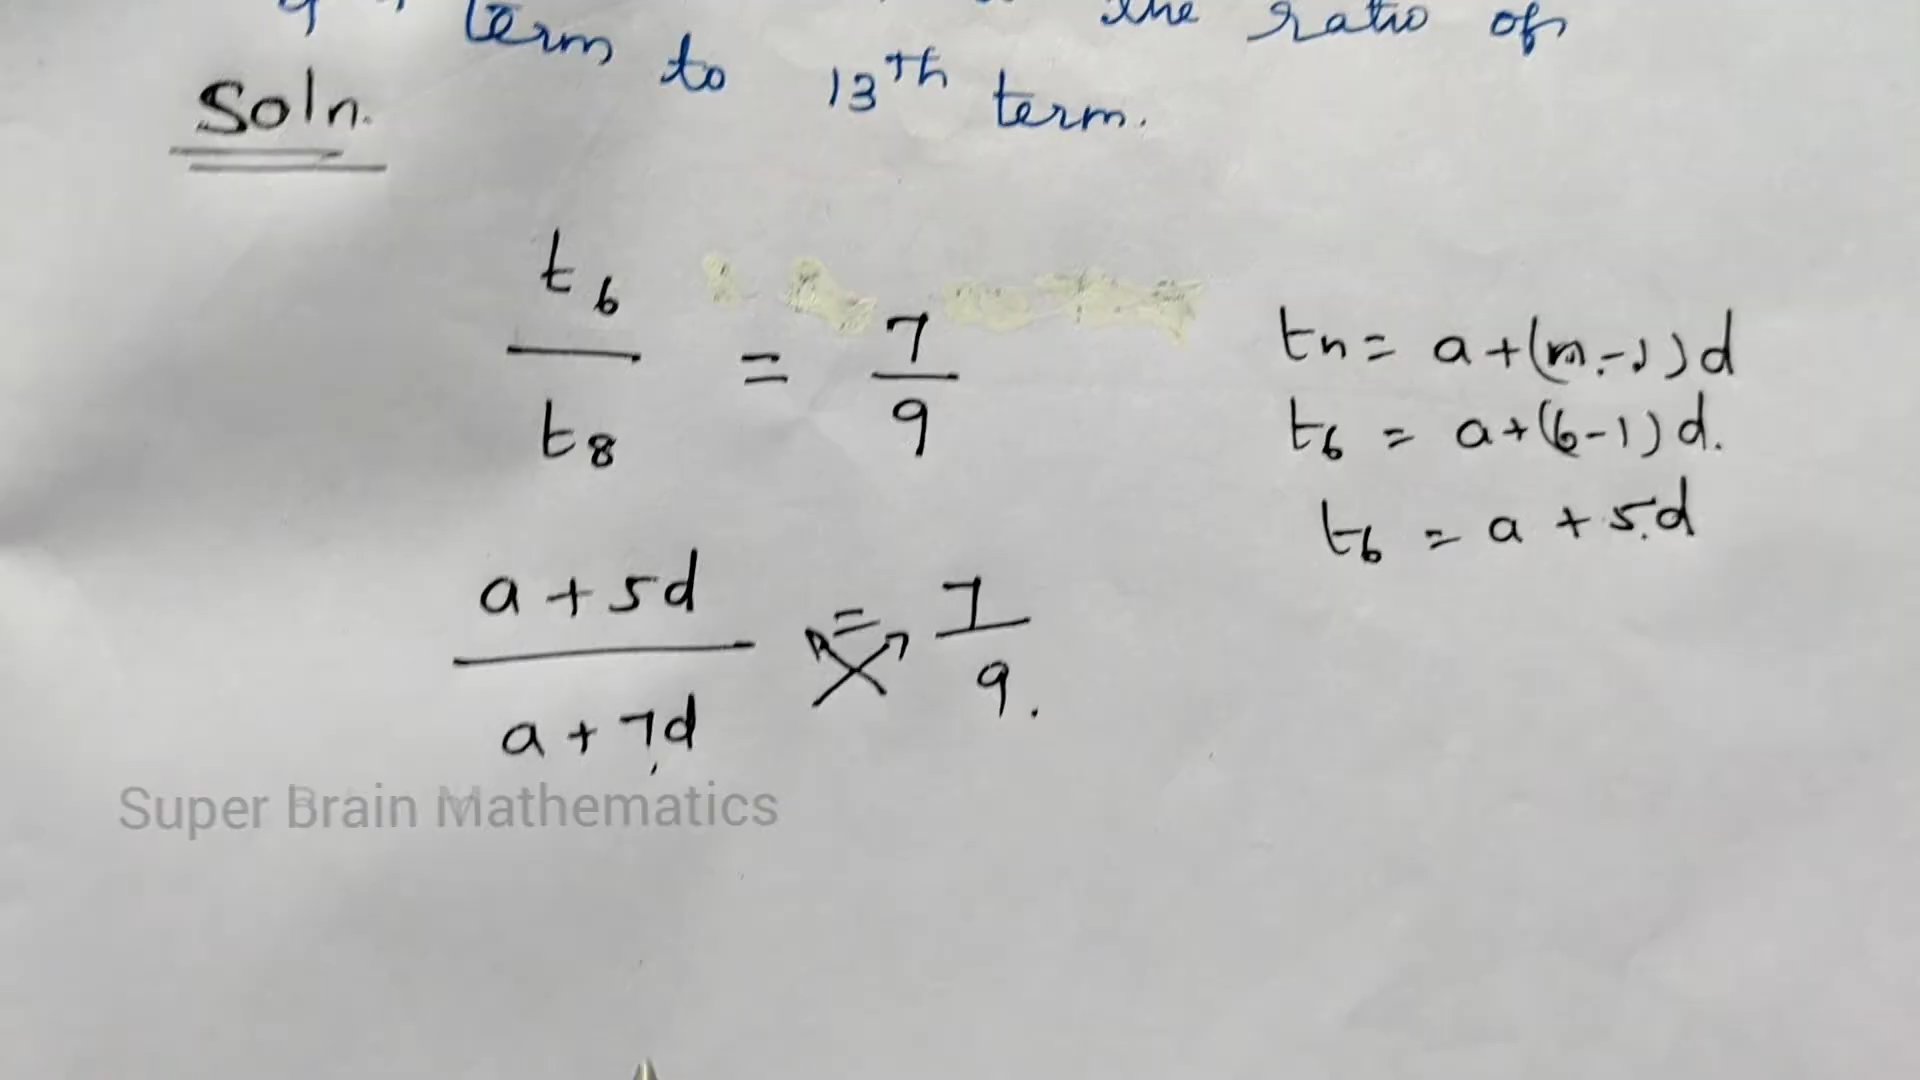 the ratio of
term to 13th term.
Soln.
t6 / t8 = 7 / 9
tn = a + (n-1)d
t6 = a + (6-1)d.
t6 = a + 5d
a + 5d / a + 7d = 7 / 9.
Super Brain Mathematics